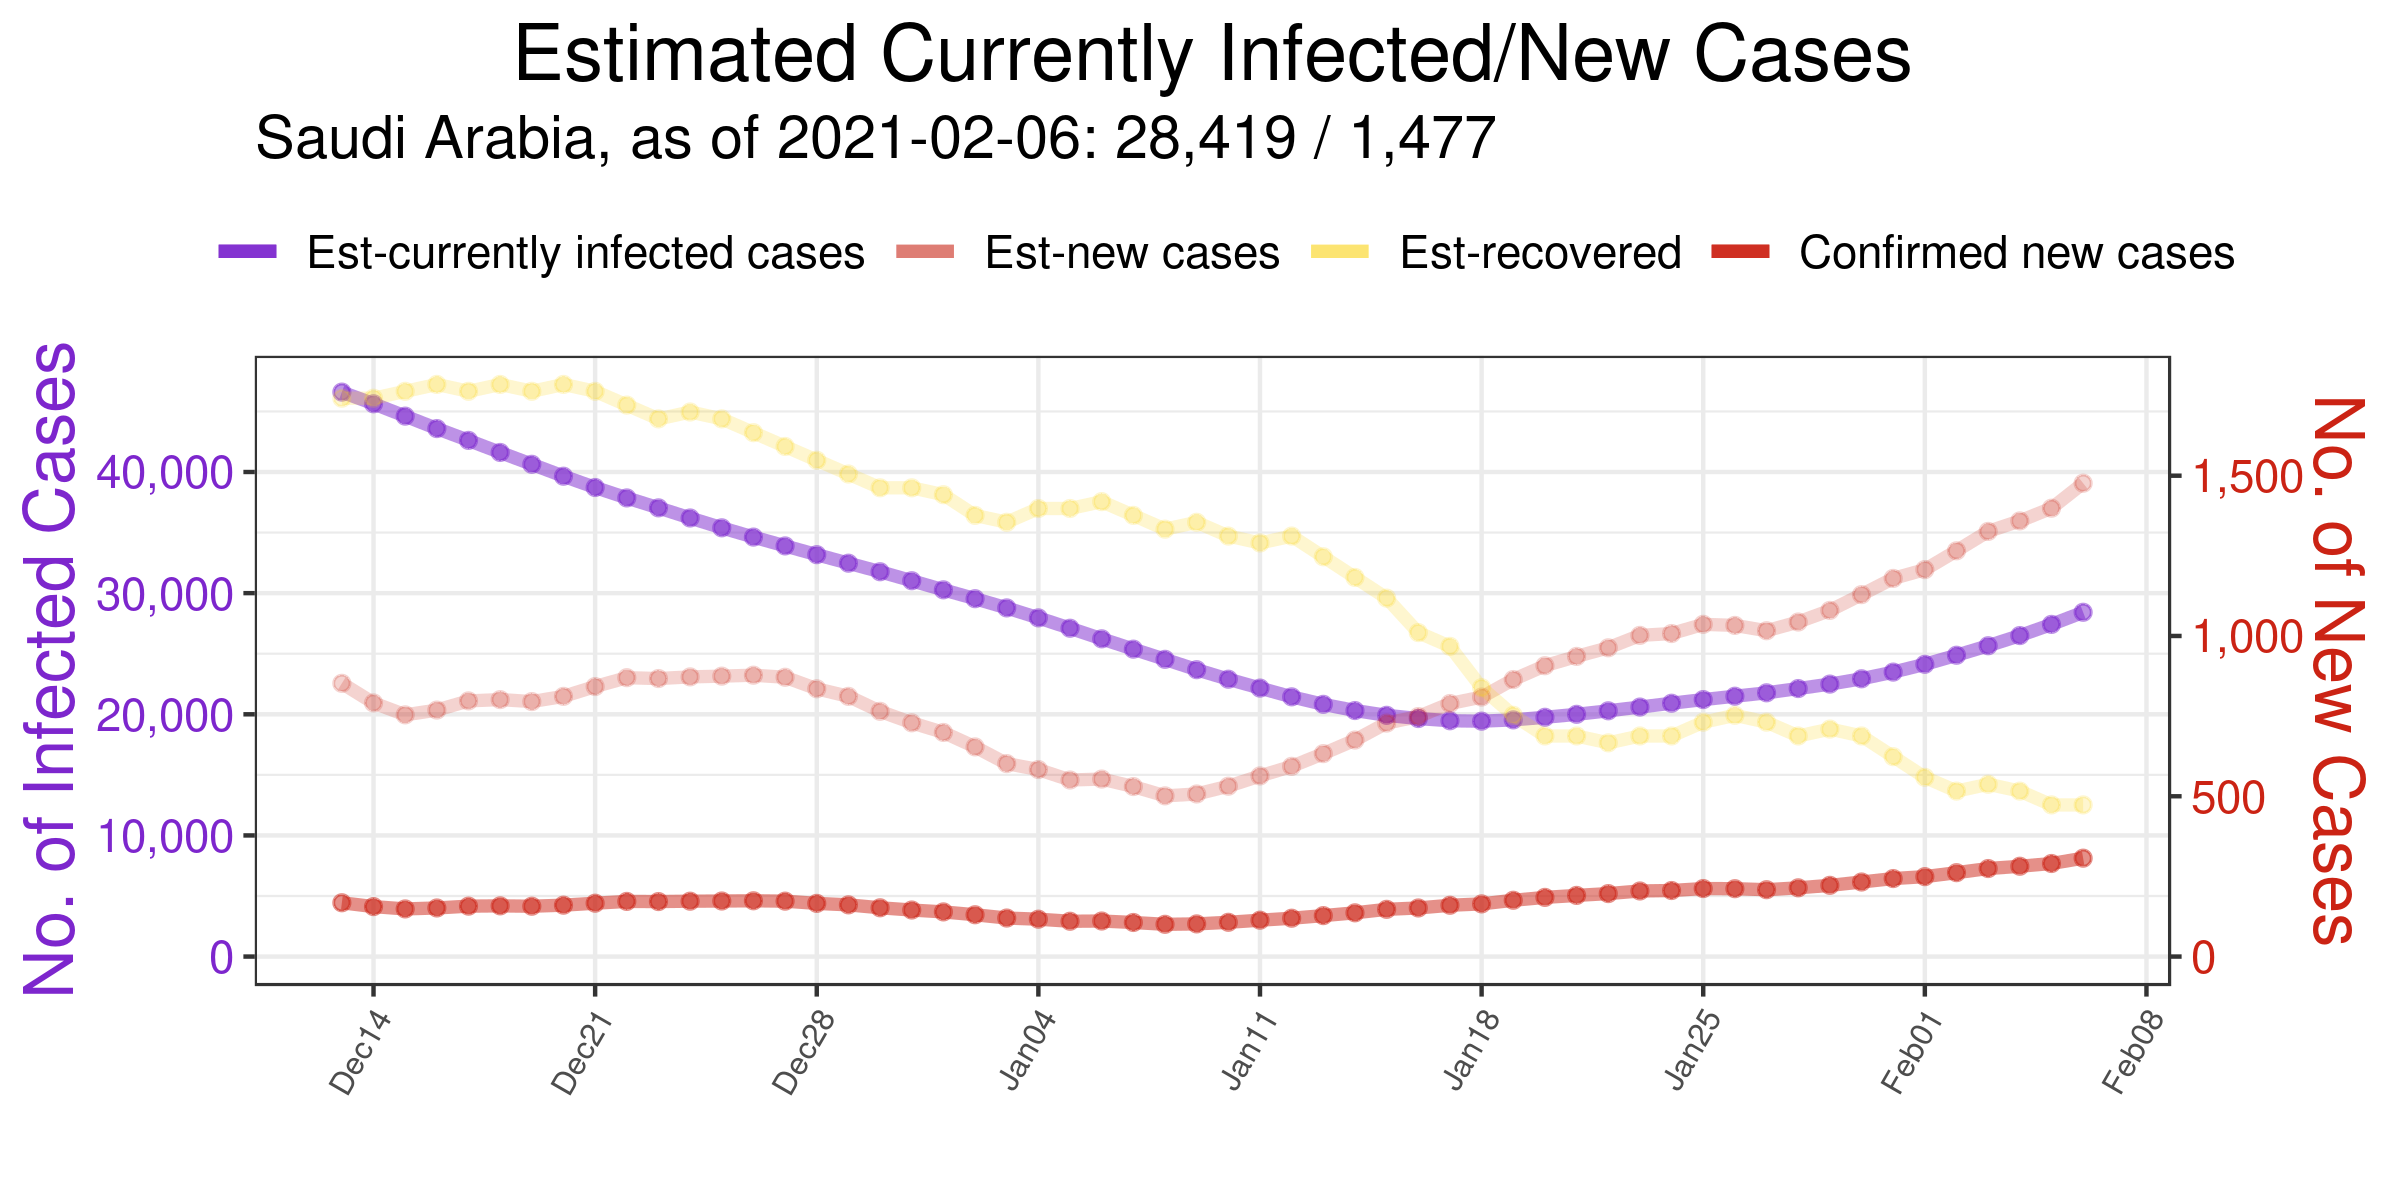 Estimated Currently Infected/New Cases
Saudi Arabia, as of 2021-02-06: 28,419 / 1,477
Est-currently infected cases Est-new cases Est-recovered Confirmed new cases
No. of Infected Cases
40,000
30,000
20,000
10,000
0
1,500
1,000
500
0
No. of New Cases
Dec14 Dec21 Dec28 Jan04 Jan11 Jan18 Jan25 Feb01 Feb08